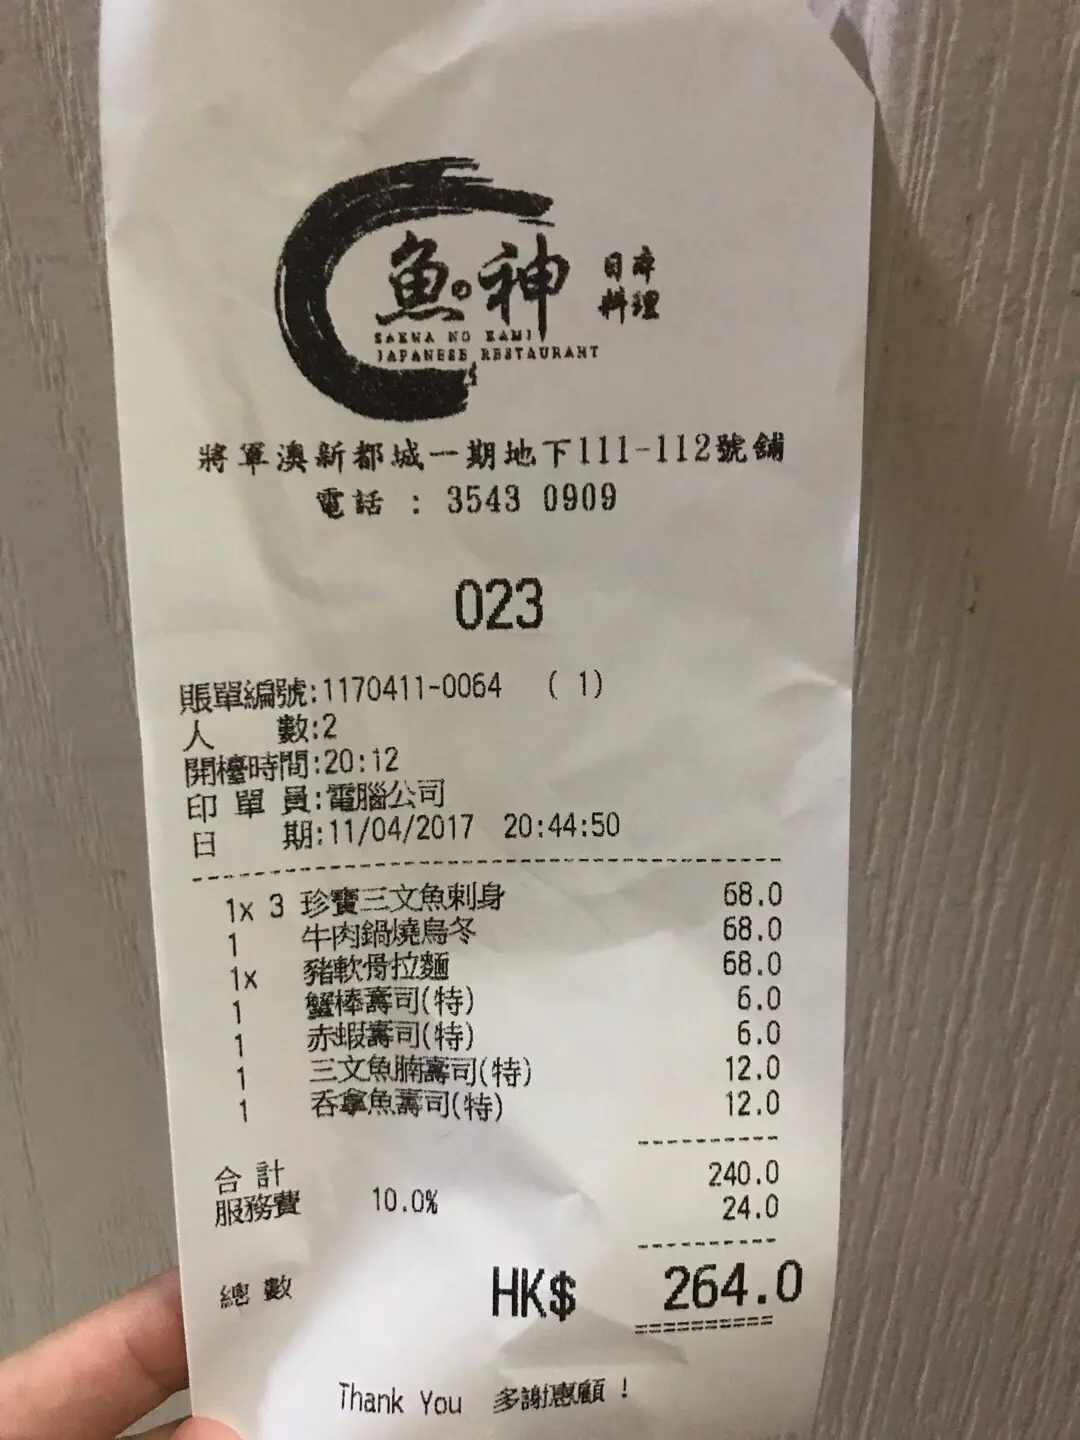 魚の神 日本料理
SAKNA NO KAMI
JAPANESE RESTAURANT
將軍澳新都城一期地下111-112號舖
電話 : 3543 0909
023
賬單編號:1170411-0064 ( 1)
人 數:2
開檯時間:20:12
印 單 員:電腦公司
日 期:11/04/2017 20:44:50
1x 3 珍寶三文魚刺身 68.0
1 牛肉鍋燒烏冬 68.0
1x 豬軟骨拉麵 68.0
1 蟹棒壽司(特) 6.0
1 赤蝦壽司(特) 6.0
1 三文魚腩壽司(特) 12.0
1 吞拿魚壽司(特) 12.0
合 計 240.0
服務費 10.0% 24.0
總 數 HK$ 264.0
Thank You 多謝惠顧 !